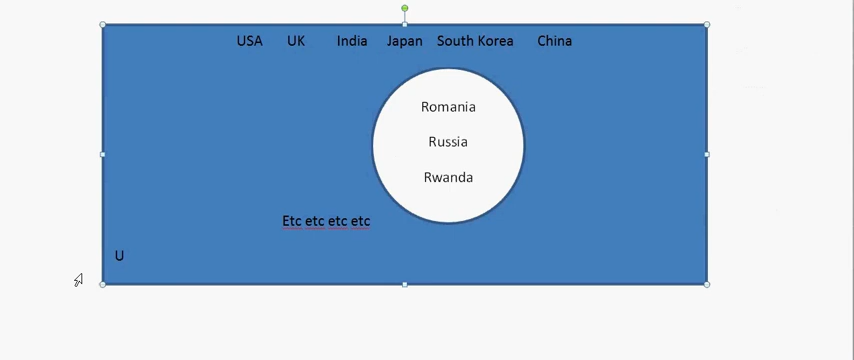 USA UK India Japan South Korea China
Romania
Russia
Rwanda
Etc etc etc etc
U